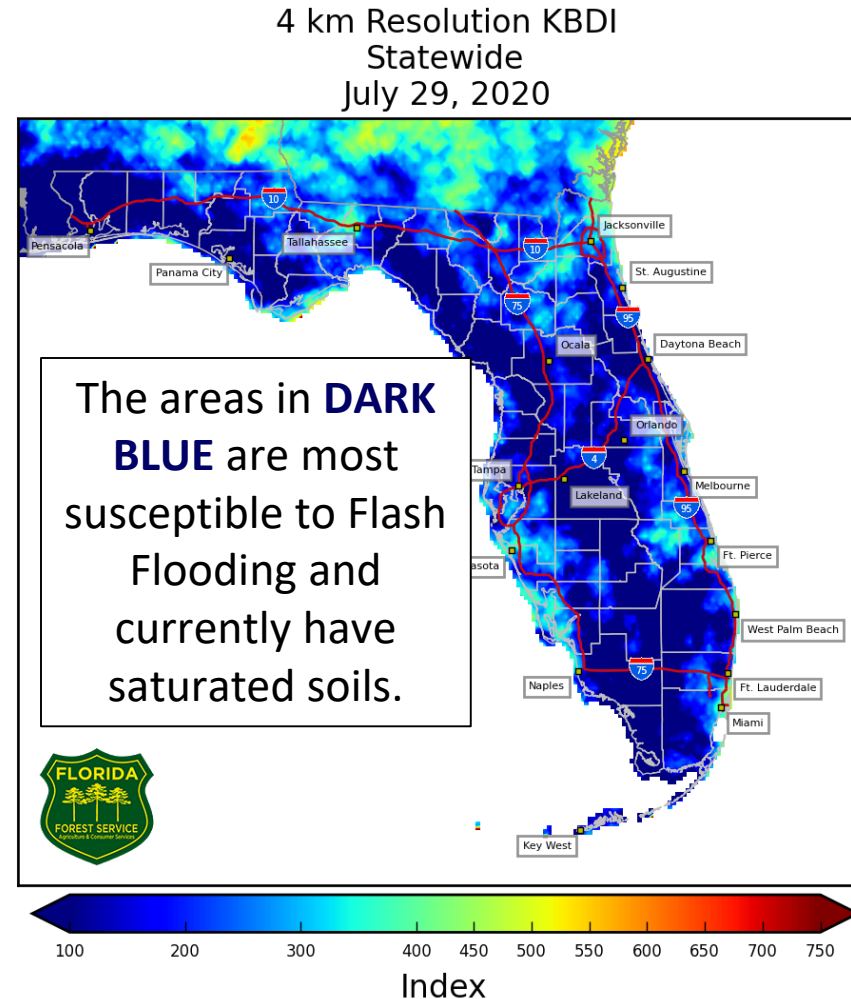 4 km Resolution KBDI
Statewide
July 29, 2020
10
Jacksonville
Pensacola
Tallahassee
10
Panama City
St. Augustine
75
95
Ocala
Daytona Beach
The areas in DARK
BLUE are most
susceptible to Flash
Flooding and
currently have
saturated soils.
Orlando
4
Tampa
Lakeland
Melbourne
95
Ft. Pierce
asota
West Palm Beach
75
Naples
Ft. Lauderdale
Miami
FLORIDA
FOREST SERVICE
Agriculture & Consumer Services
Key West
100 200 300 400 450 500 550 600 650 700 750
Index